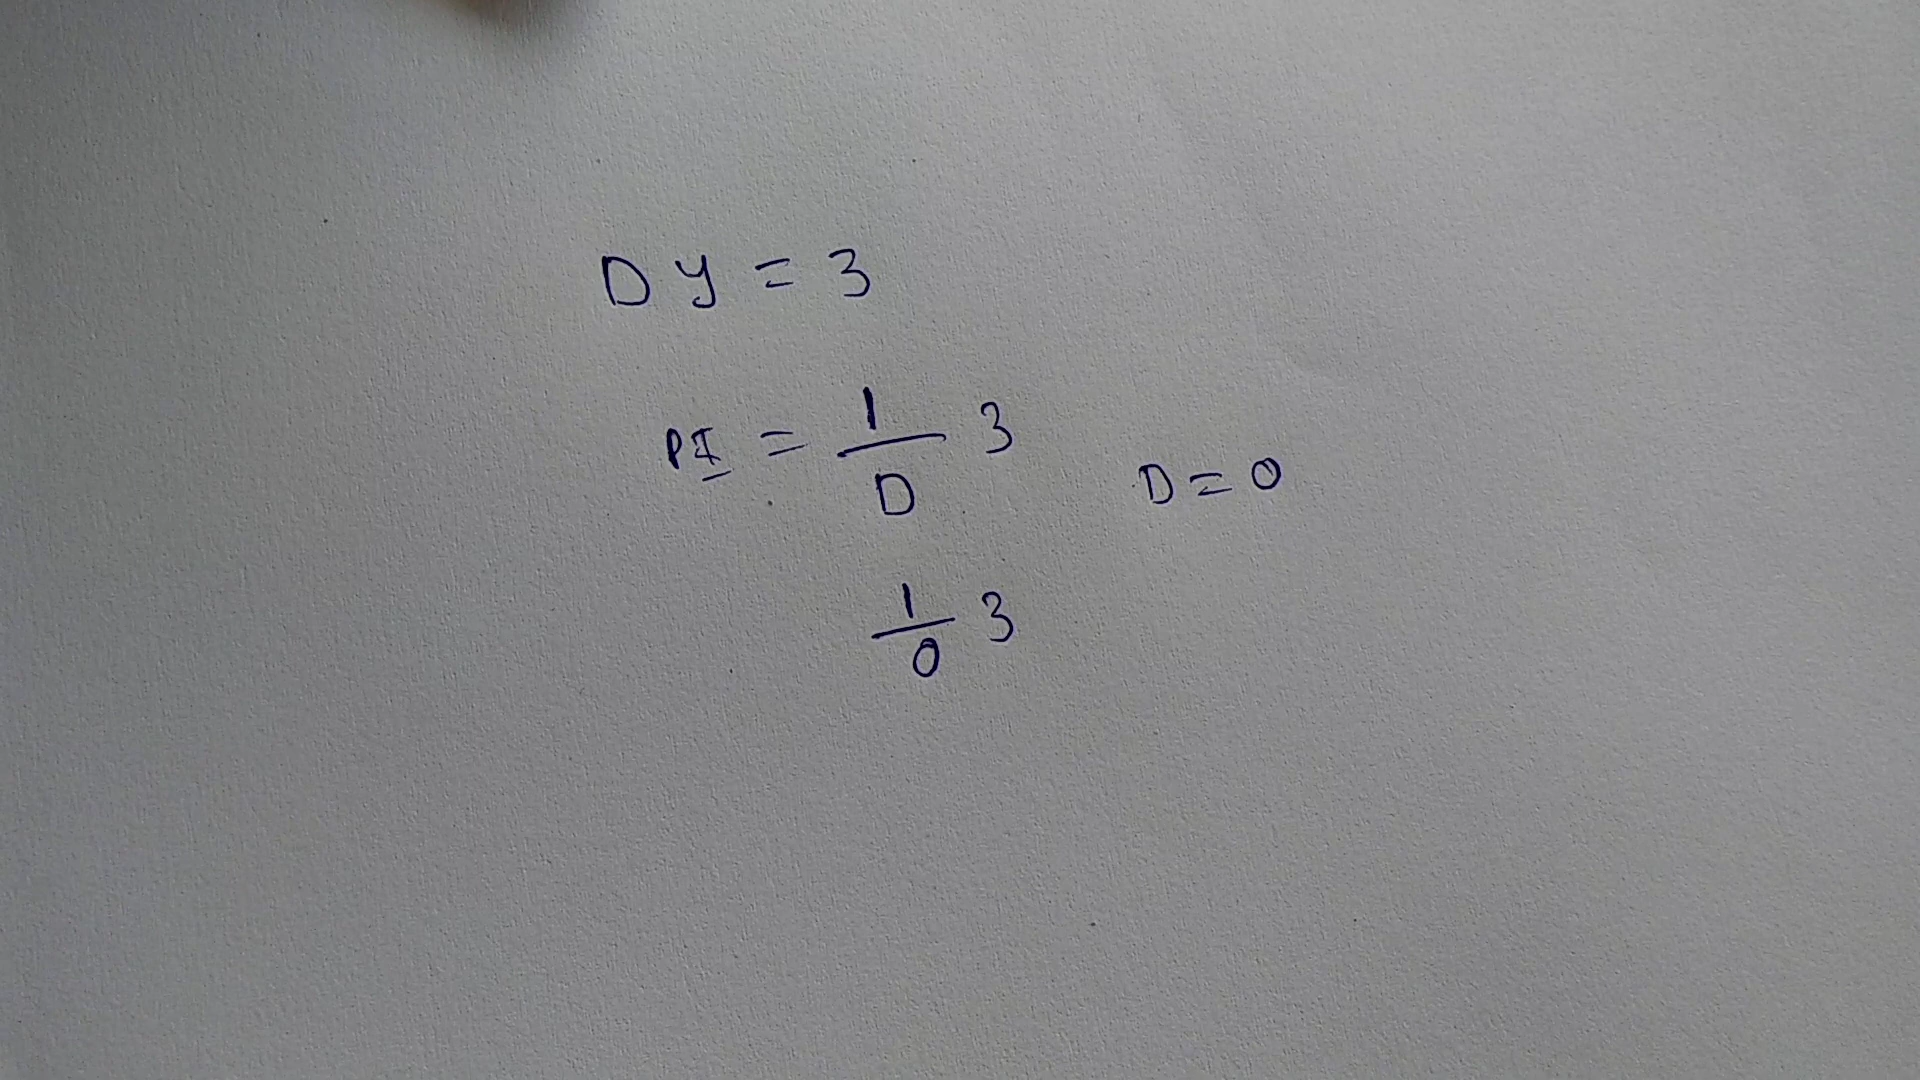 D y = 3
PI = 1/D 3
D = 0
1/0 3